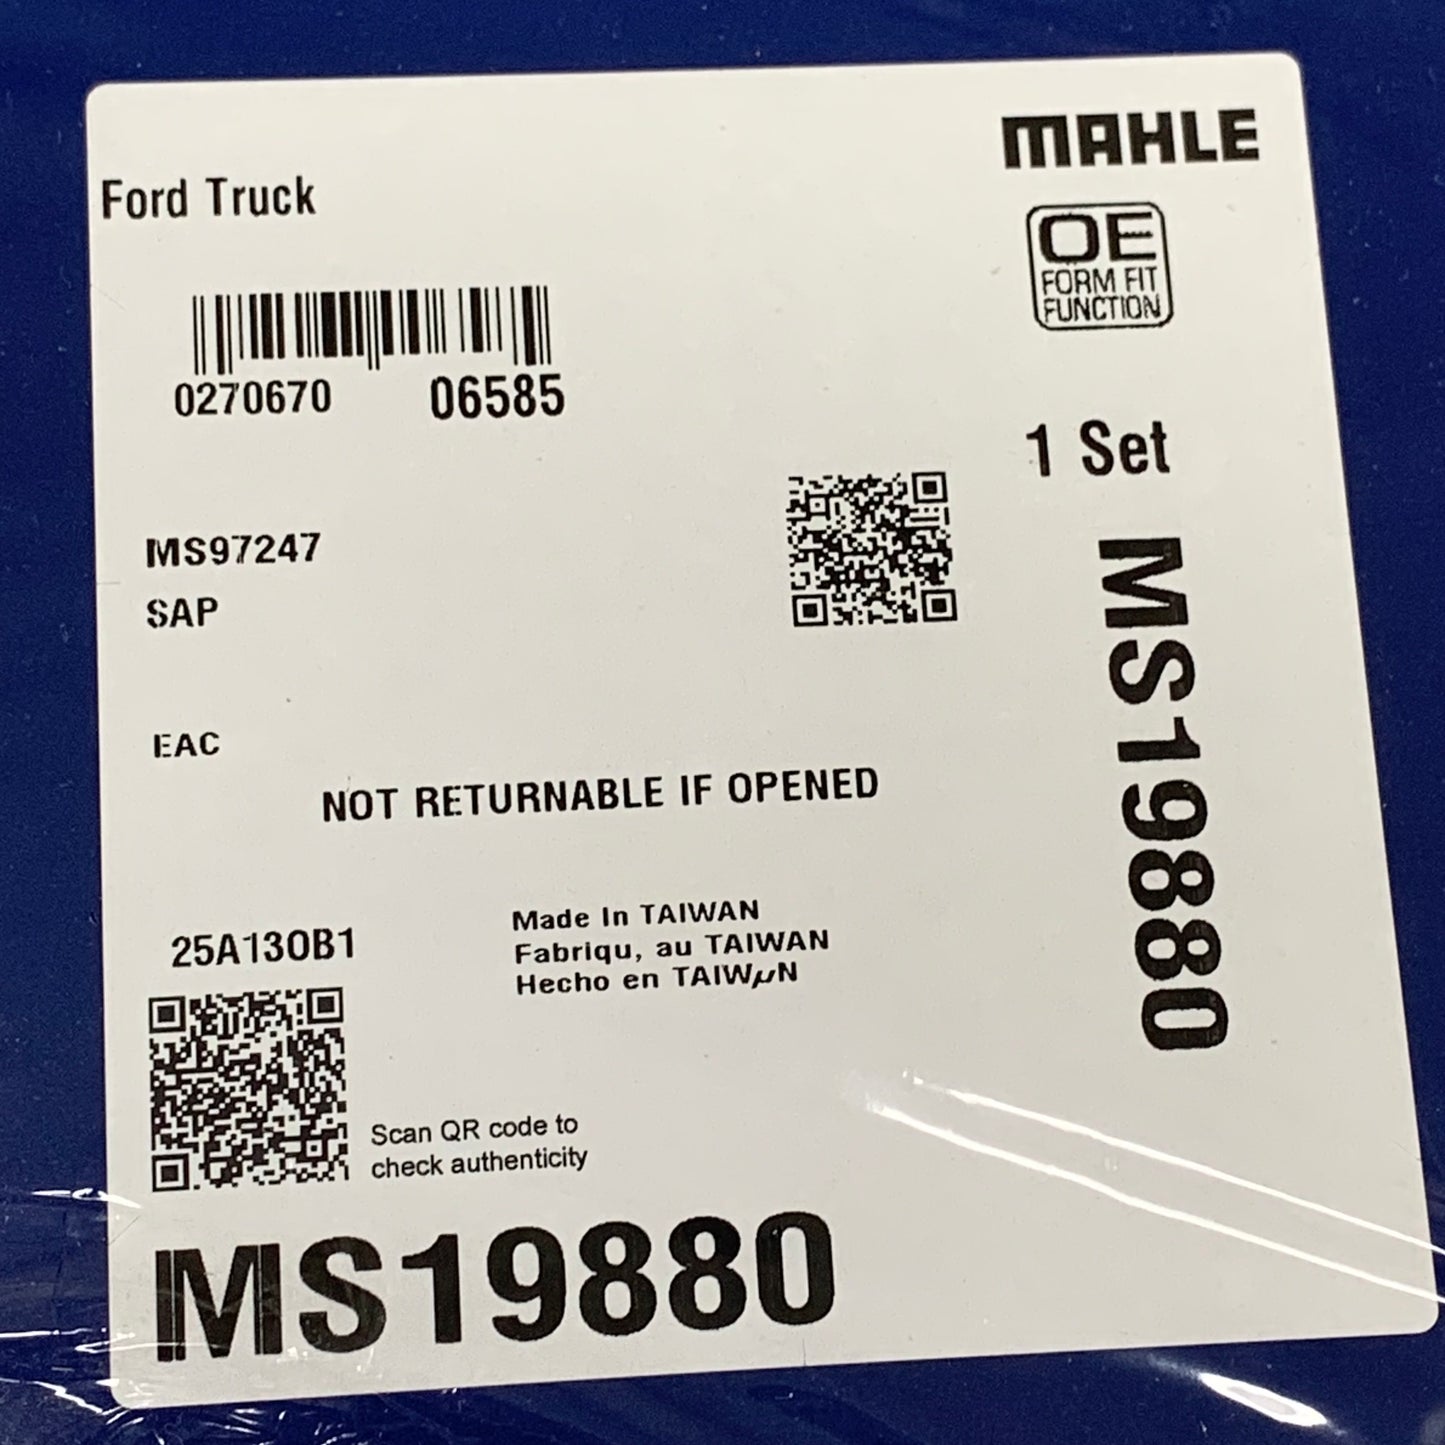 MAHLE
Ford Truck
OE
FORM FIT
FUNCTION
0270670 06585
1 Set
MS97247
SAP
MS19880
EAC
NOT RETURNABLE IF OPENED
25A130B1
Made In TAIWAN
Fabriqu, au TAIWAN
Hecho en TAIWµN
Scan QR code to
check authenticity
MS19880